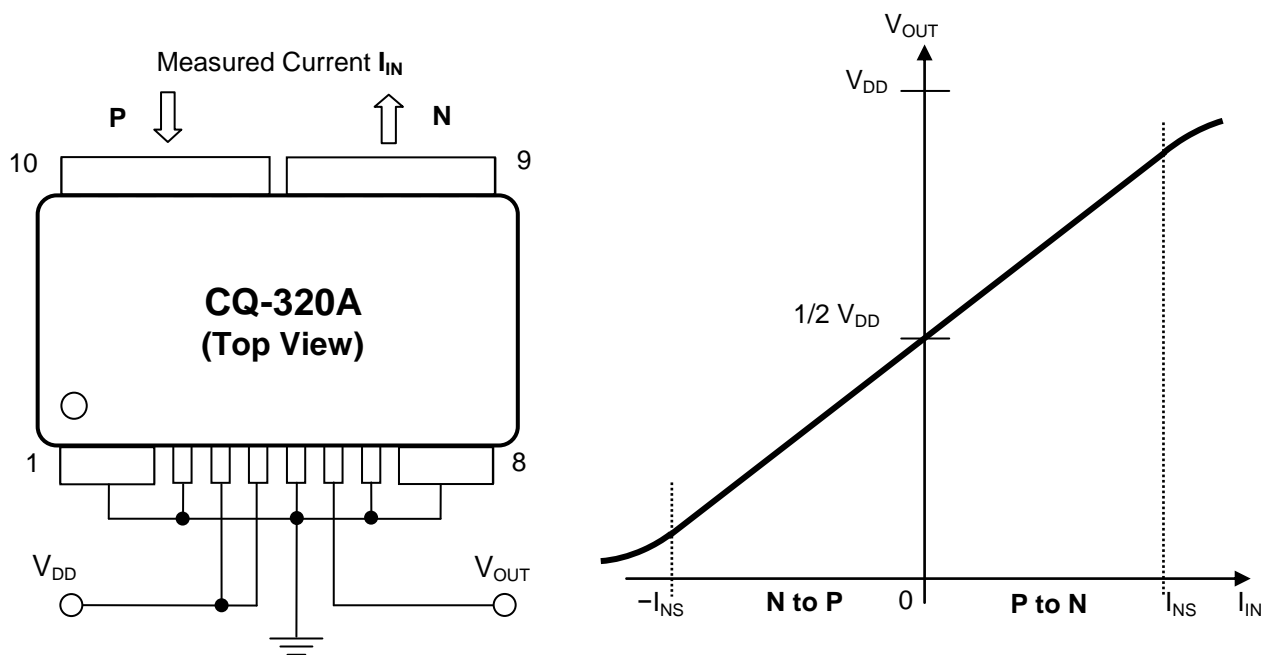 Measured Current I_IN
P
N
10
9
CQ-320A
(Top View)
1
8
V_DD
V_OUT
V_OUT
V_DD
1/2 V_DD
−I_NS
N to P
0
P to N
I_NS
I_IN